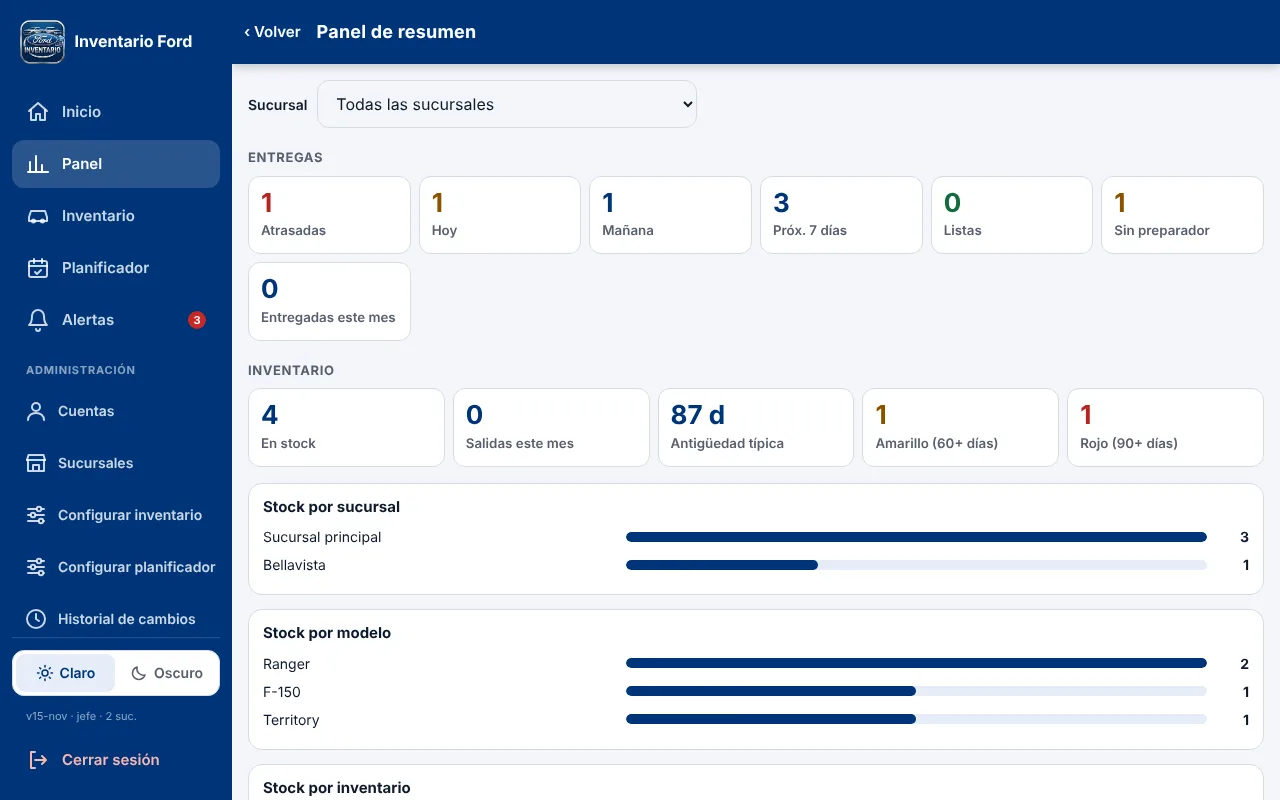 Ford
INVENTARIO
Inventario Ford
Inicio
Panel
Inventario
Planificador
Alertas
3
ADMINISTRACIÓN
Cuentas
Sucursales
Configurar inventario
Configurar planificador
Historial de cambios
Claro
Oscuro
v15-nov · jefe · 2 suc.
Cerrar sesión
‹ Volver
Panel de resumen
Sucursal
Todas las sucursales
ENTREGAS
1
Atrasadas
1
Hoy
1
Mañana
3
Próx. 7 días
0
Listas
1
Sin preparador
0
Entregadas este mes
INVENTARIO
4
En stock
0
Salidas este mes
87 d
Antigüedad típica
1
Amarillo (60+ días)
1
Rojo (90+ días)
Stock por sucursal
Sucursal principal 3
Bellavista 1
Stock por modelo
Ranger 2
F-150 1
Territory 1
Stock por inventario